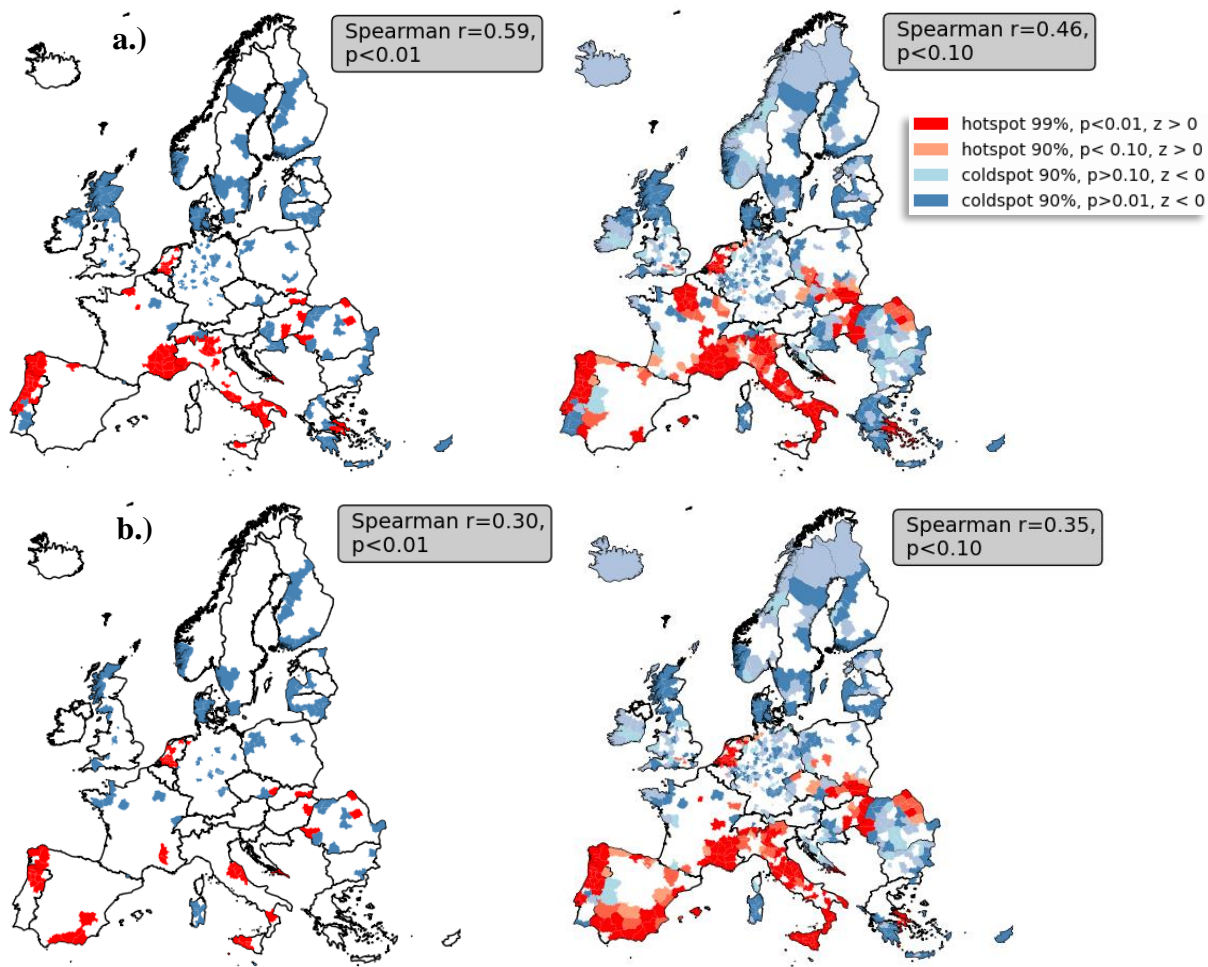 a.)
Spearman r=0.59,
p<0.01
Spearman r=0.46,
p<0.10
hotspot 99%, p<0.01, z > 0
hotspot 90%, p< 0.10, z > 0
coldspot 90%, p>0.10, z < 0
coldspot 90%, p>0.01, z < 0
b.)
Spearman r=0.30,
p<0.01
Spearman r=0.35,
p<0.10